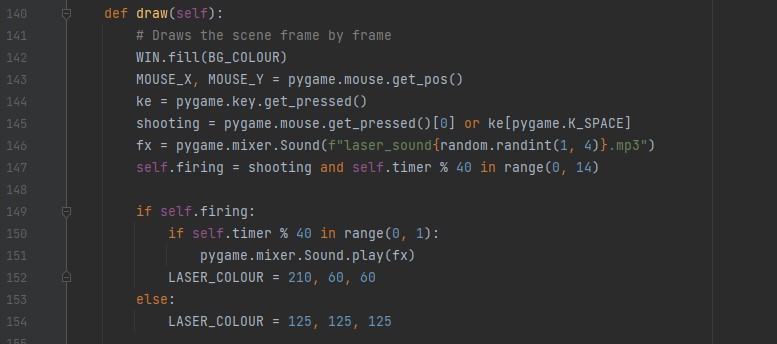 140 def draw(self):
141 # Draws the scene frame by frame
142 WIN.fill(BG_COLOUR)
143 MOUSE_X, MOUSE_Y = pygame.mouse.get_pos()
144 ke = pygame.key.get_pressed()
145 shooting = pygame.mouse.get_pressed()[0] or ke[pygame.K_SPACE]
146 fx = pygame.mixer.Sound(f"laser_sound{random.randint(1, 4)}.mp3")
147 self.firing = shooting and self.timer % 40 in range(0, 14)
148
149 if self.firing:
150 if self.timer % 40 in range(0, 1):
151 pygame.mixer.Sound.play(fx)
152 LASER_COLOUR = 210, 60, 60
153 else:
154 LASER_COLOUR = 125, 125, 125
155